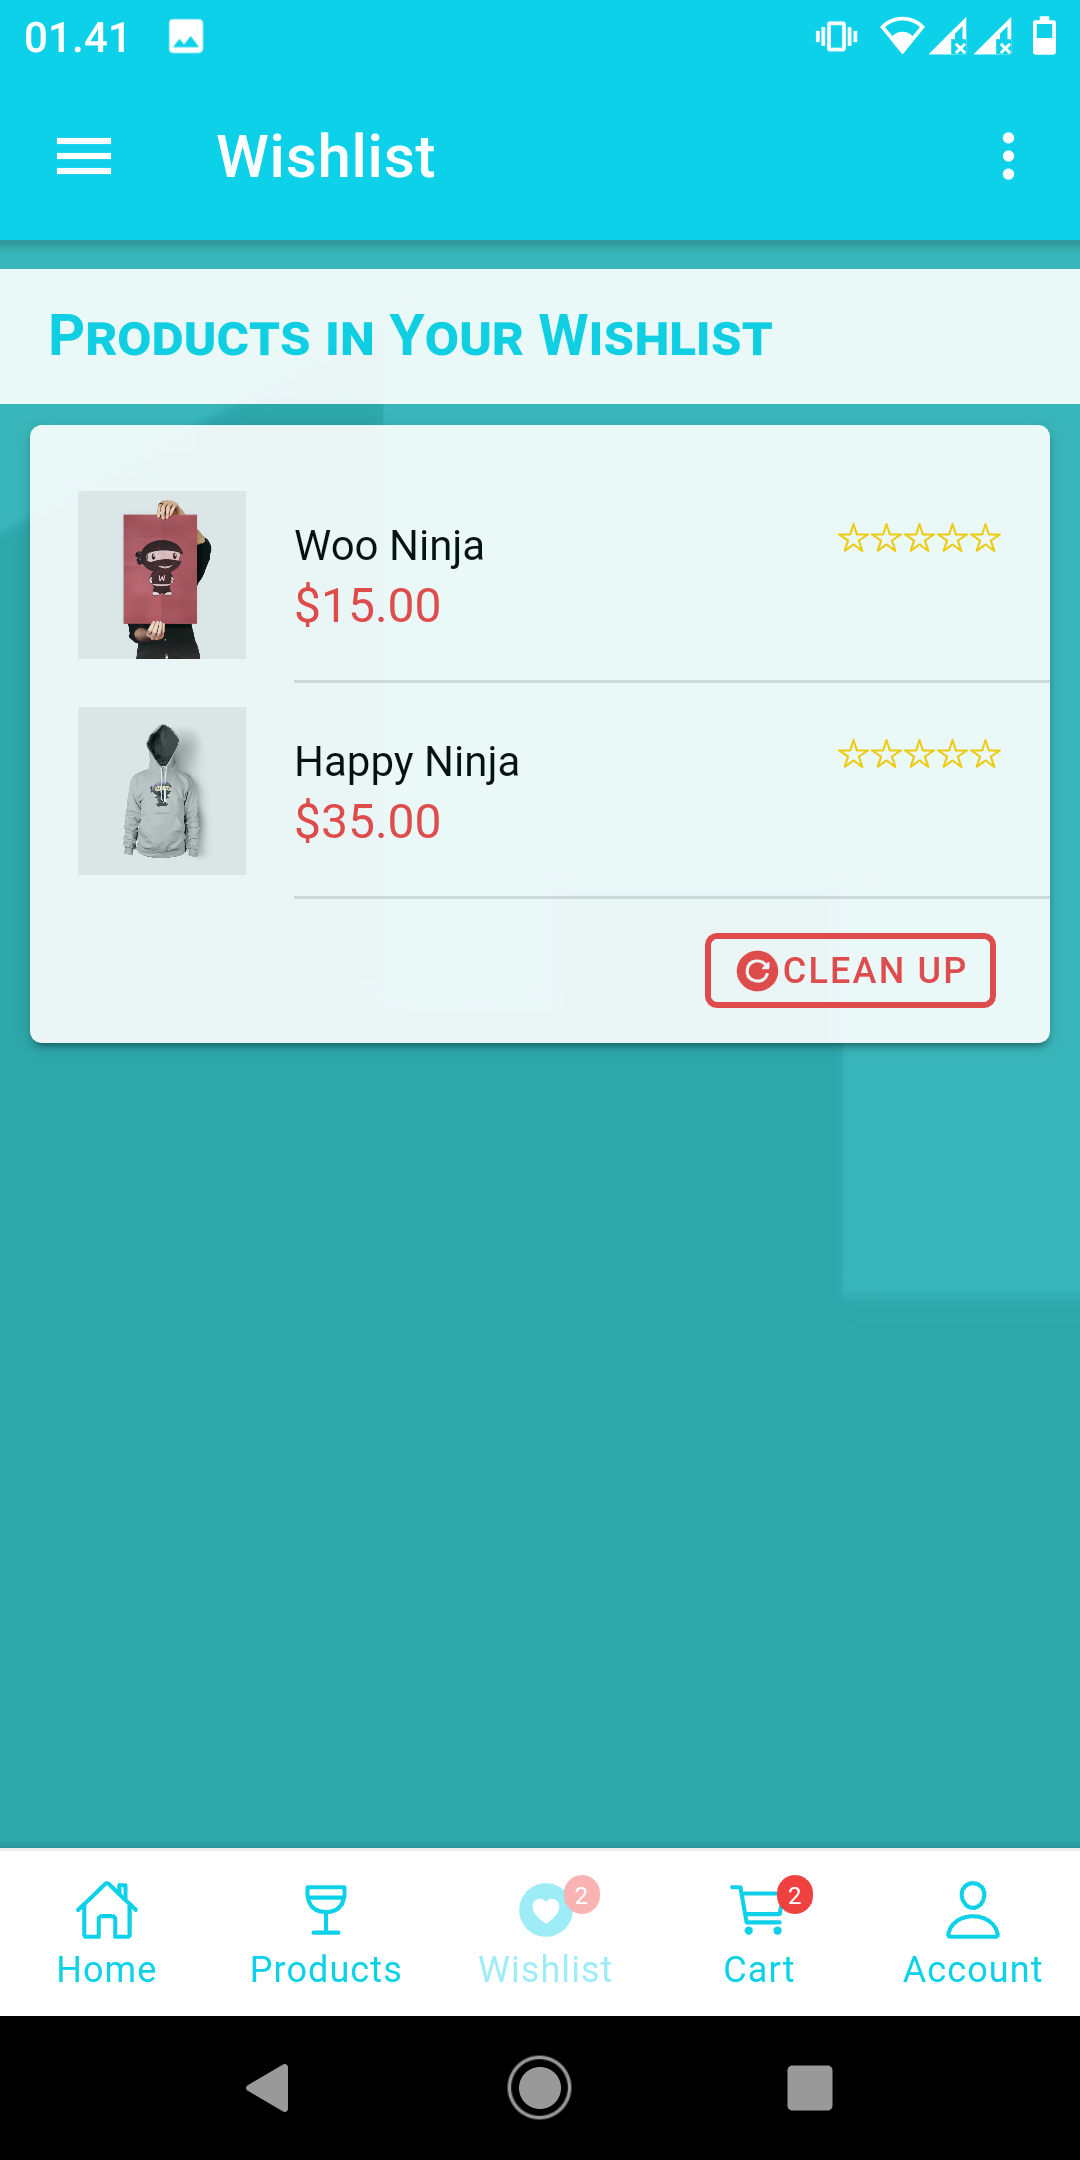 01.41
Wishlist
Products in Your Wishlist
W
Woo Ninja
$15.00
Happy Ninja
$35.00
CLEAN UP
2
2
Home
Products
Wishlist
Cart
Account